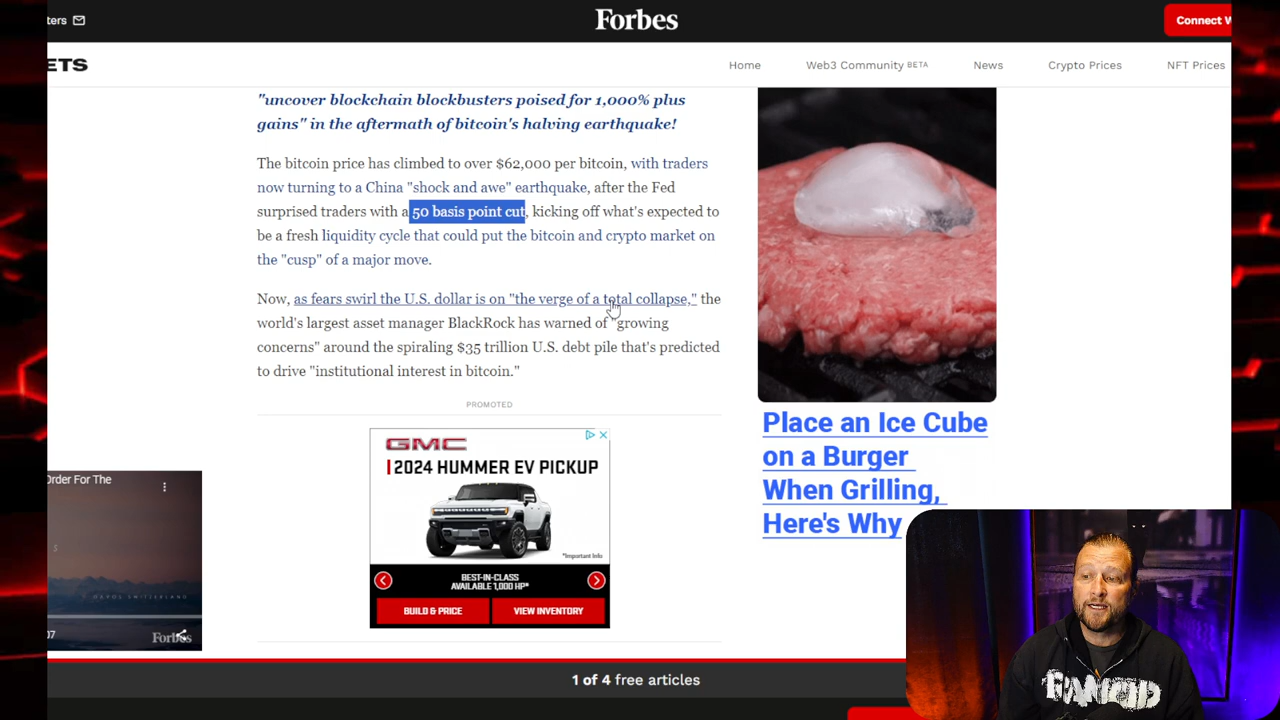 ters
Forbes
Connect W
ETS
Home
Web3 Community BETA
News
Crypto Prices
NFT Prices
"uncover blockchain blockbusters poised for 1,000% plus
gains" in the aftermath of bitcoin's halving earthquake!
The bitcoin price has climbed to over $62,000 per bitcoin, with traders
now turning to a China "shock and awe" earthquake, after the Fed
surprised traders with a 50 basis point cut, kicking off what's expected to
be a fresh liquidity cycle that could put the bitcoin and crypto market on
the "cusp" of a major move.
Now, as fears swirl the U.S. dollar is on "the verge of a total collapse," the
world's largest asset manager BlackRock has warned of "growing
concerns" around the spiraling $35 trillion U.S. debt pile that's predicted
to drive "institutional interest in bitcoin."
PROMOTED
GMC
2024 HUMMER EV PICKUP
*Important Info
BEST-IN-CLASS
AVAILABLE 1,000 HP*
BUILD & PRICE
VIEW INVENTORY
Place an Ice Cube
on a Burger
When Grilling,
Here's Why
Order For The
DAVOS SWITZERLAND
07
Forbes
1 of 4 free articles
RANCID